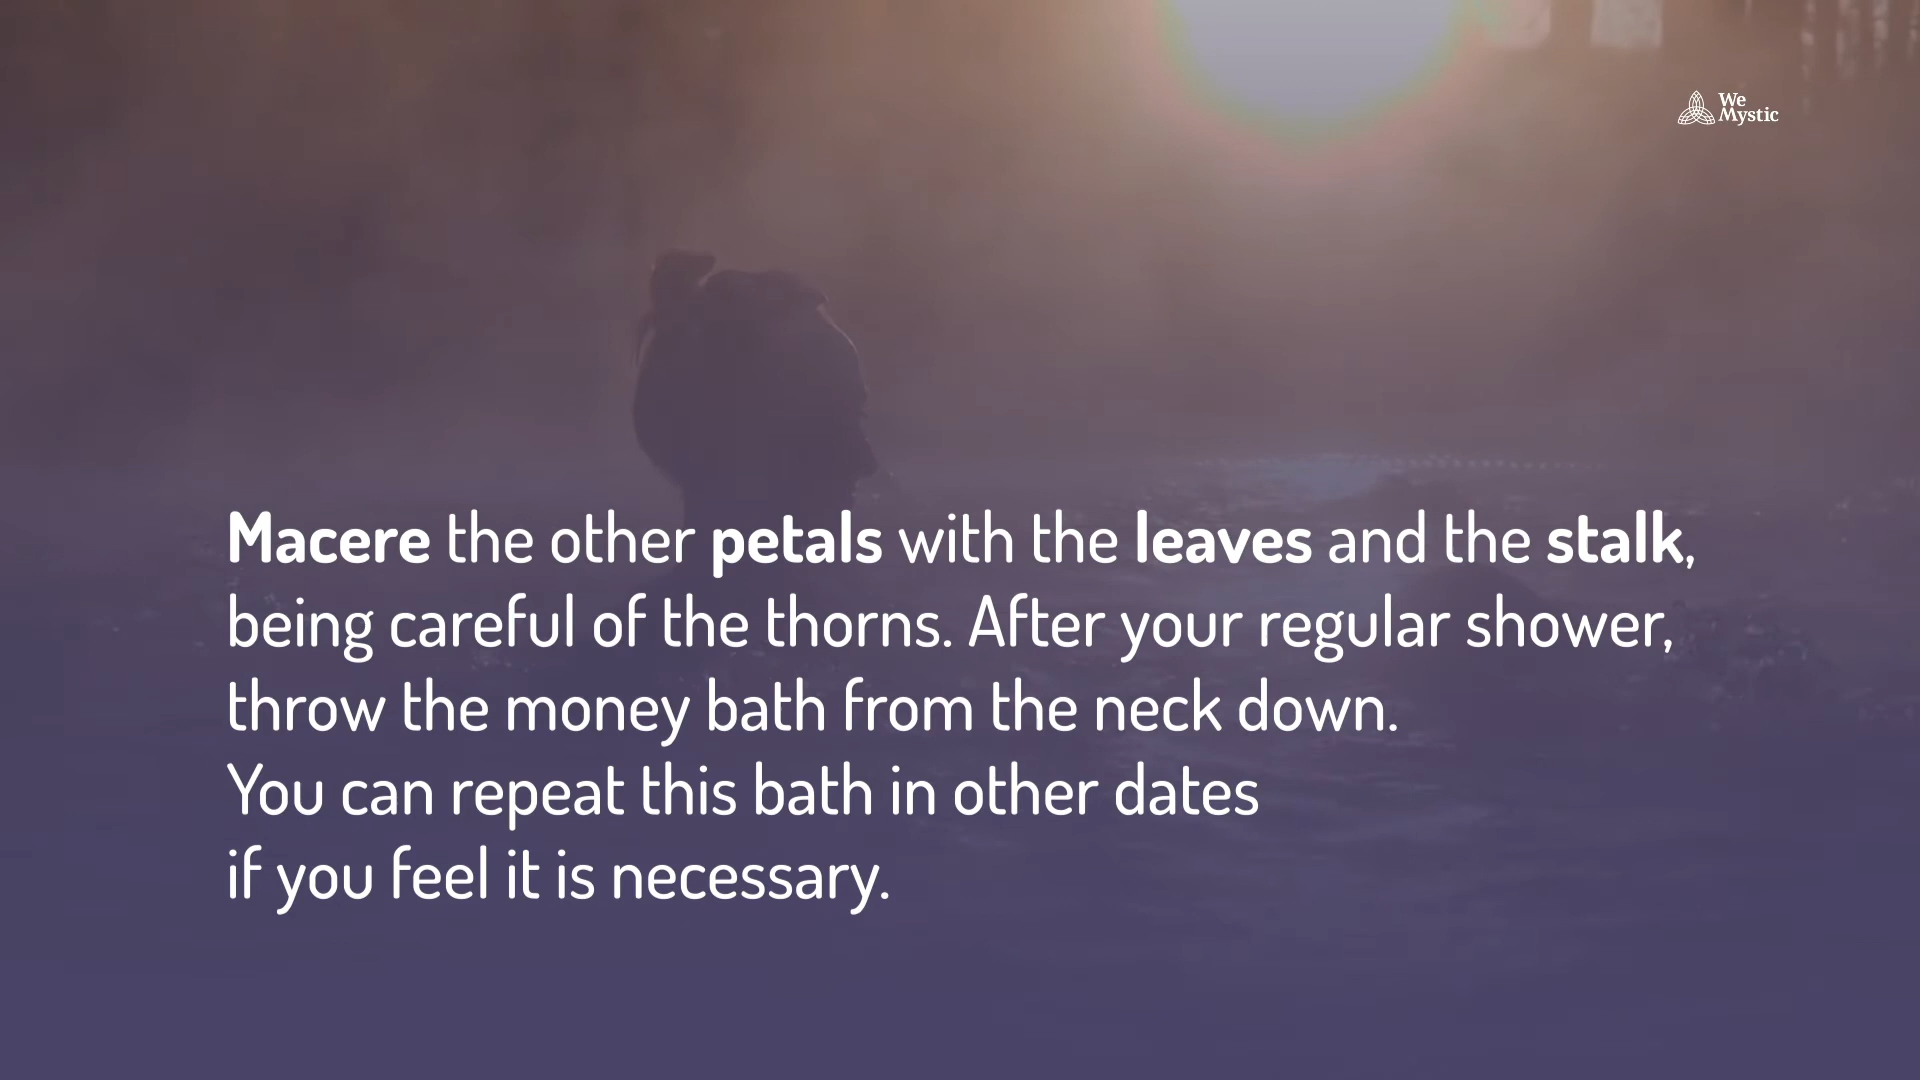 We
Mystic
Macere the other petals with the leaves and the stalk,
being careful of the thorns. After your regular shower,
throw the money bath from the neck down.
You can repeat this bath in other dates
if you feel it is necessary.